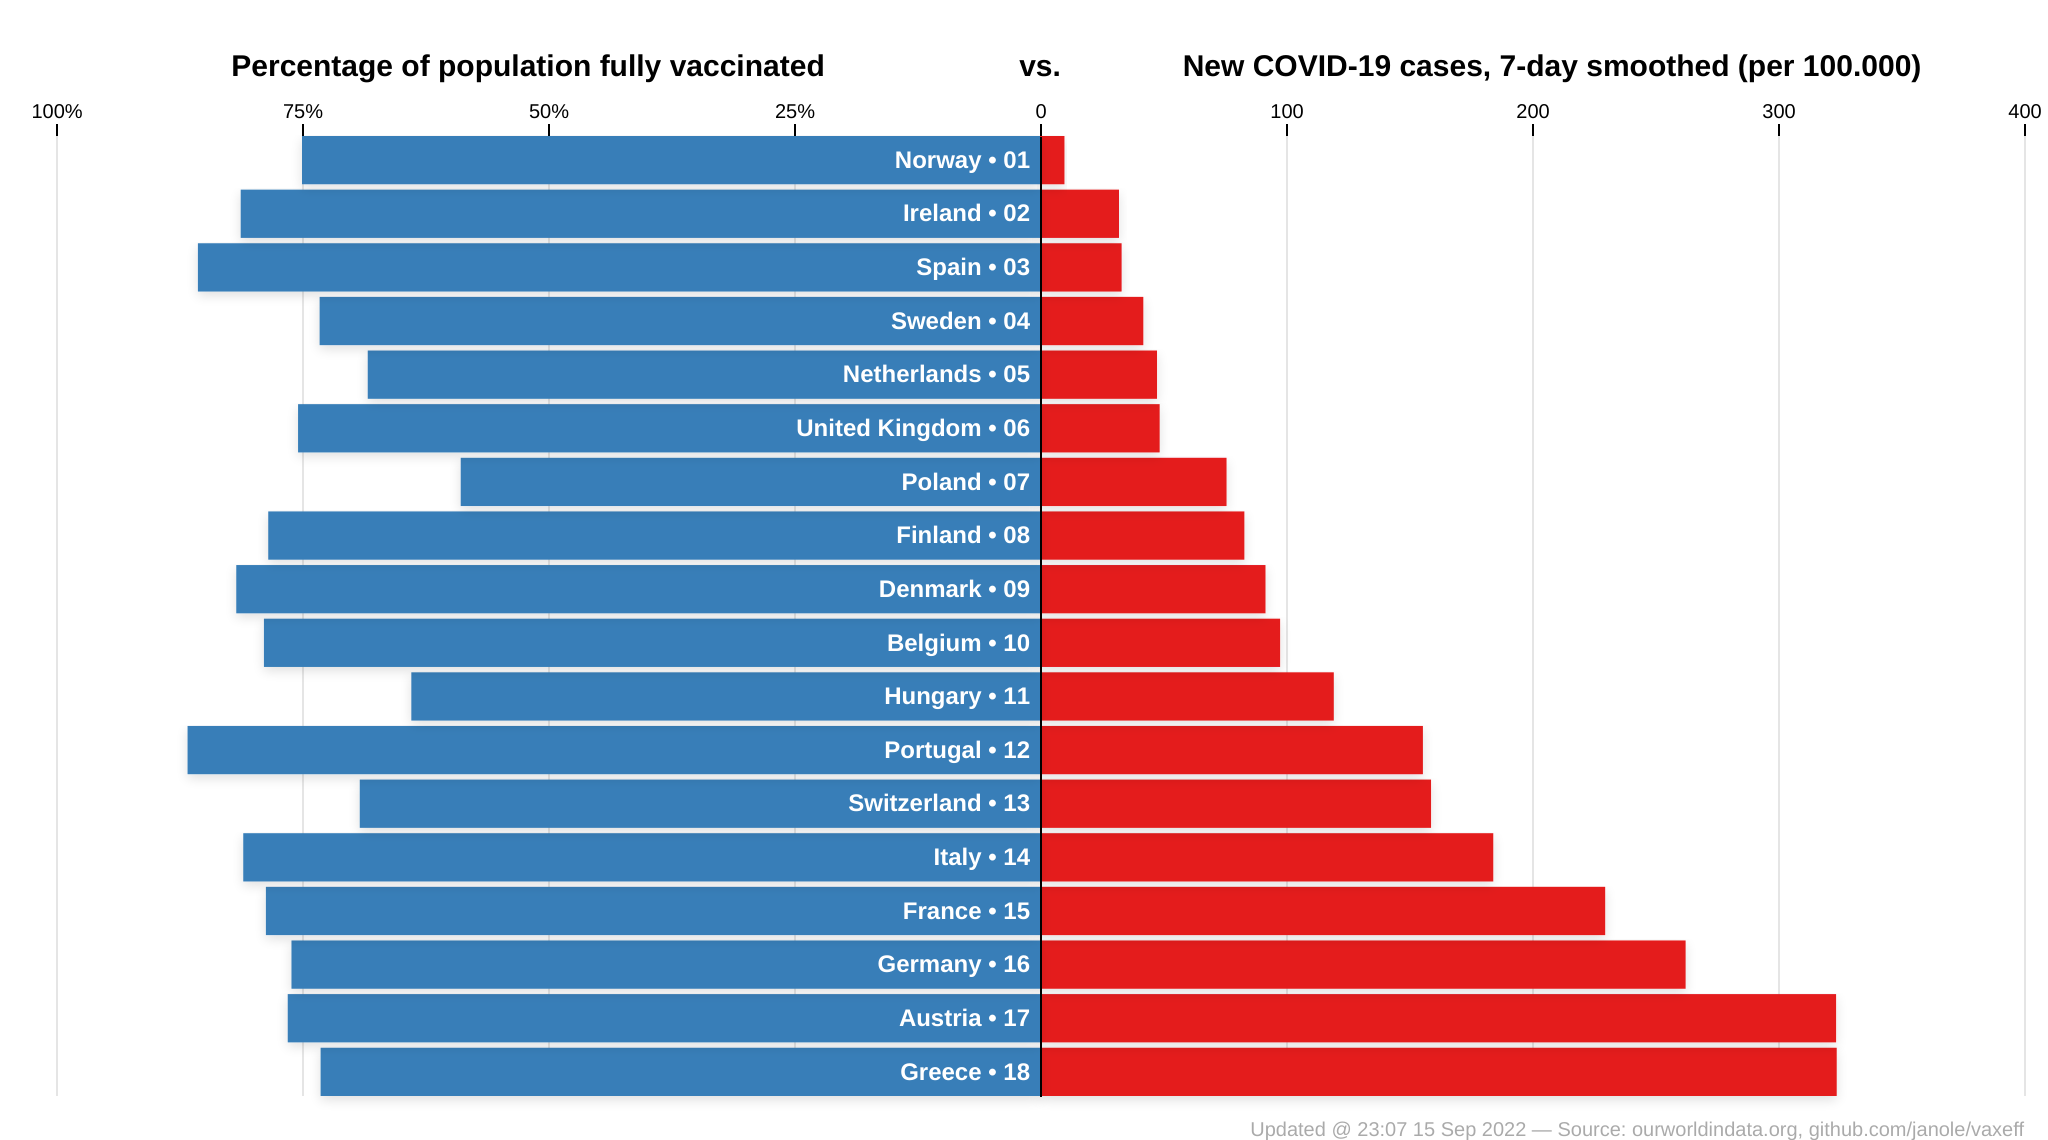 Percentage of population fully vaccinated vs. New COVID-19 cases, 7-day smoothed (per 100.000)
100% 75% 50% 25% 0 100 200 300 400
Norway • 01
Ireland • 02
Spain • 03
Sweden • 04
Netherlands • 05
United Kingdom • 06
Poland • 07
Finland • 08
Denmark • 09
Belgium • 10
Hungary • 11
Portugal • 12
Switzerland • 13
Italy • 14
France • 15
Germany • 16
Austria • 17
Greece • 18
Updated @ 23:07 15 Sep 2022 — Source: ourworldindata.org, github.com/janole/vaxeff